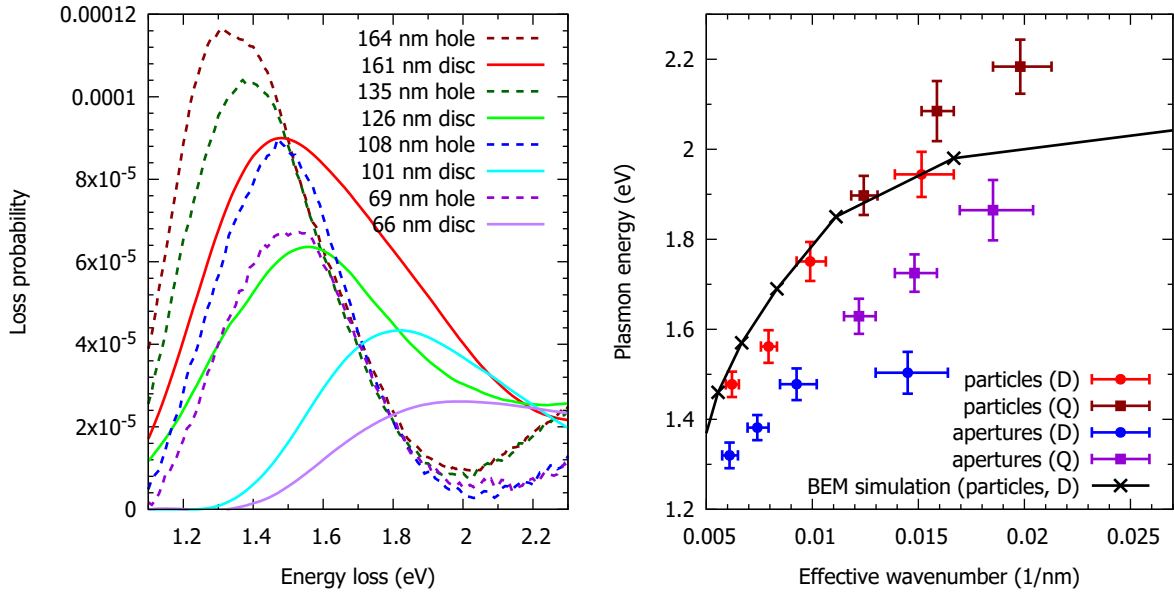 0.0001
8x10-5
6x10-5
4x10-5
2x10-5
0
Loss probability
1.2
1.4
1.6
1.8
2
2.2
Energy loss (eV)
164 nm hole
161 nm disc
135 nm hole
126 nm disc
108 nm hole
101 nm disc
69 nm hole
66 nm disc
2.2
2
1.8
1.6
1.4
1.2
Plasmon energy (eV)
0.005
0.01
0.015
0.02
0.025
Effective wavenumber (1/nm)
particles (D)
particles (Q)
apertures (D)
apertures (Q)
BEM simulation (particles, D)